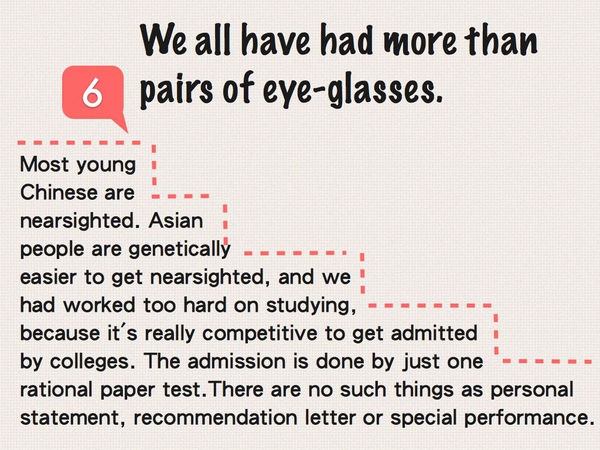 We all have had more than
6
pairs of eye-glasses.
Most young
Chinese are
nearsighted. Asian
people are genetically
easier to get nearsighted, and we
had worked too hard on studying,
because it´s really competitive to get admitted
by colleges. The admission is done by just one
rational paper test.There are no such things as personal
statement, recommendation letter or special performance.